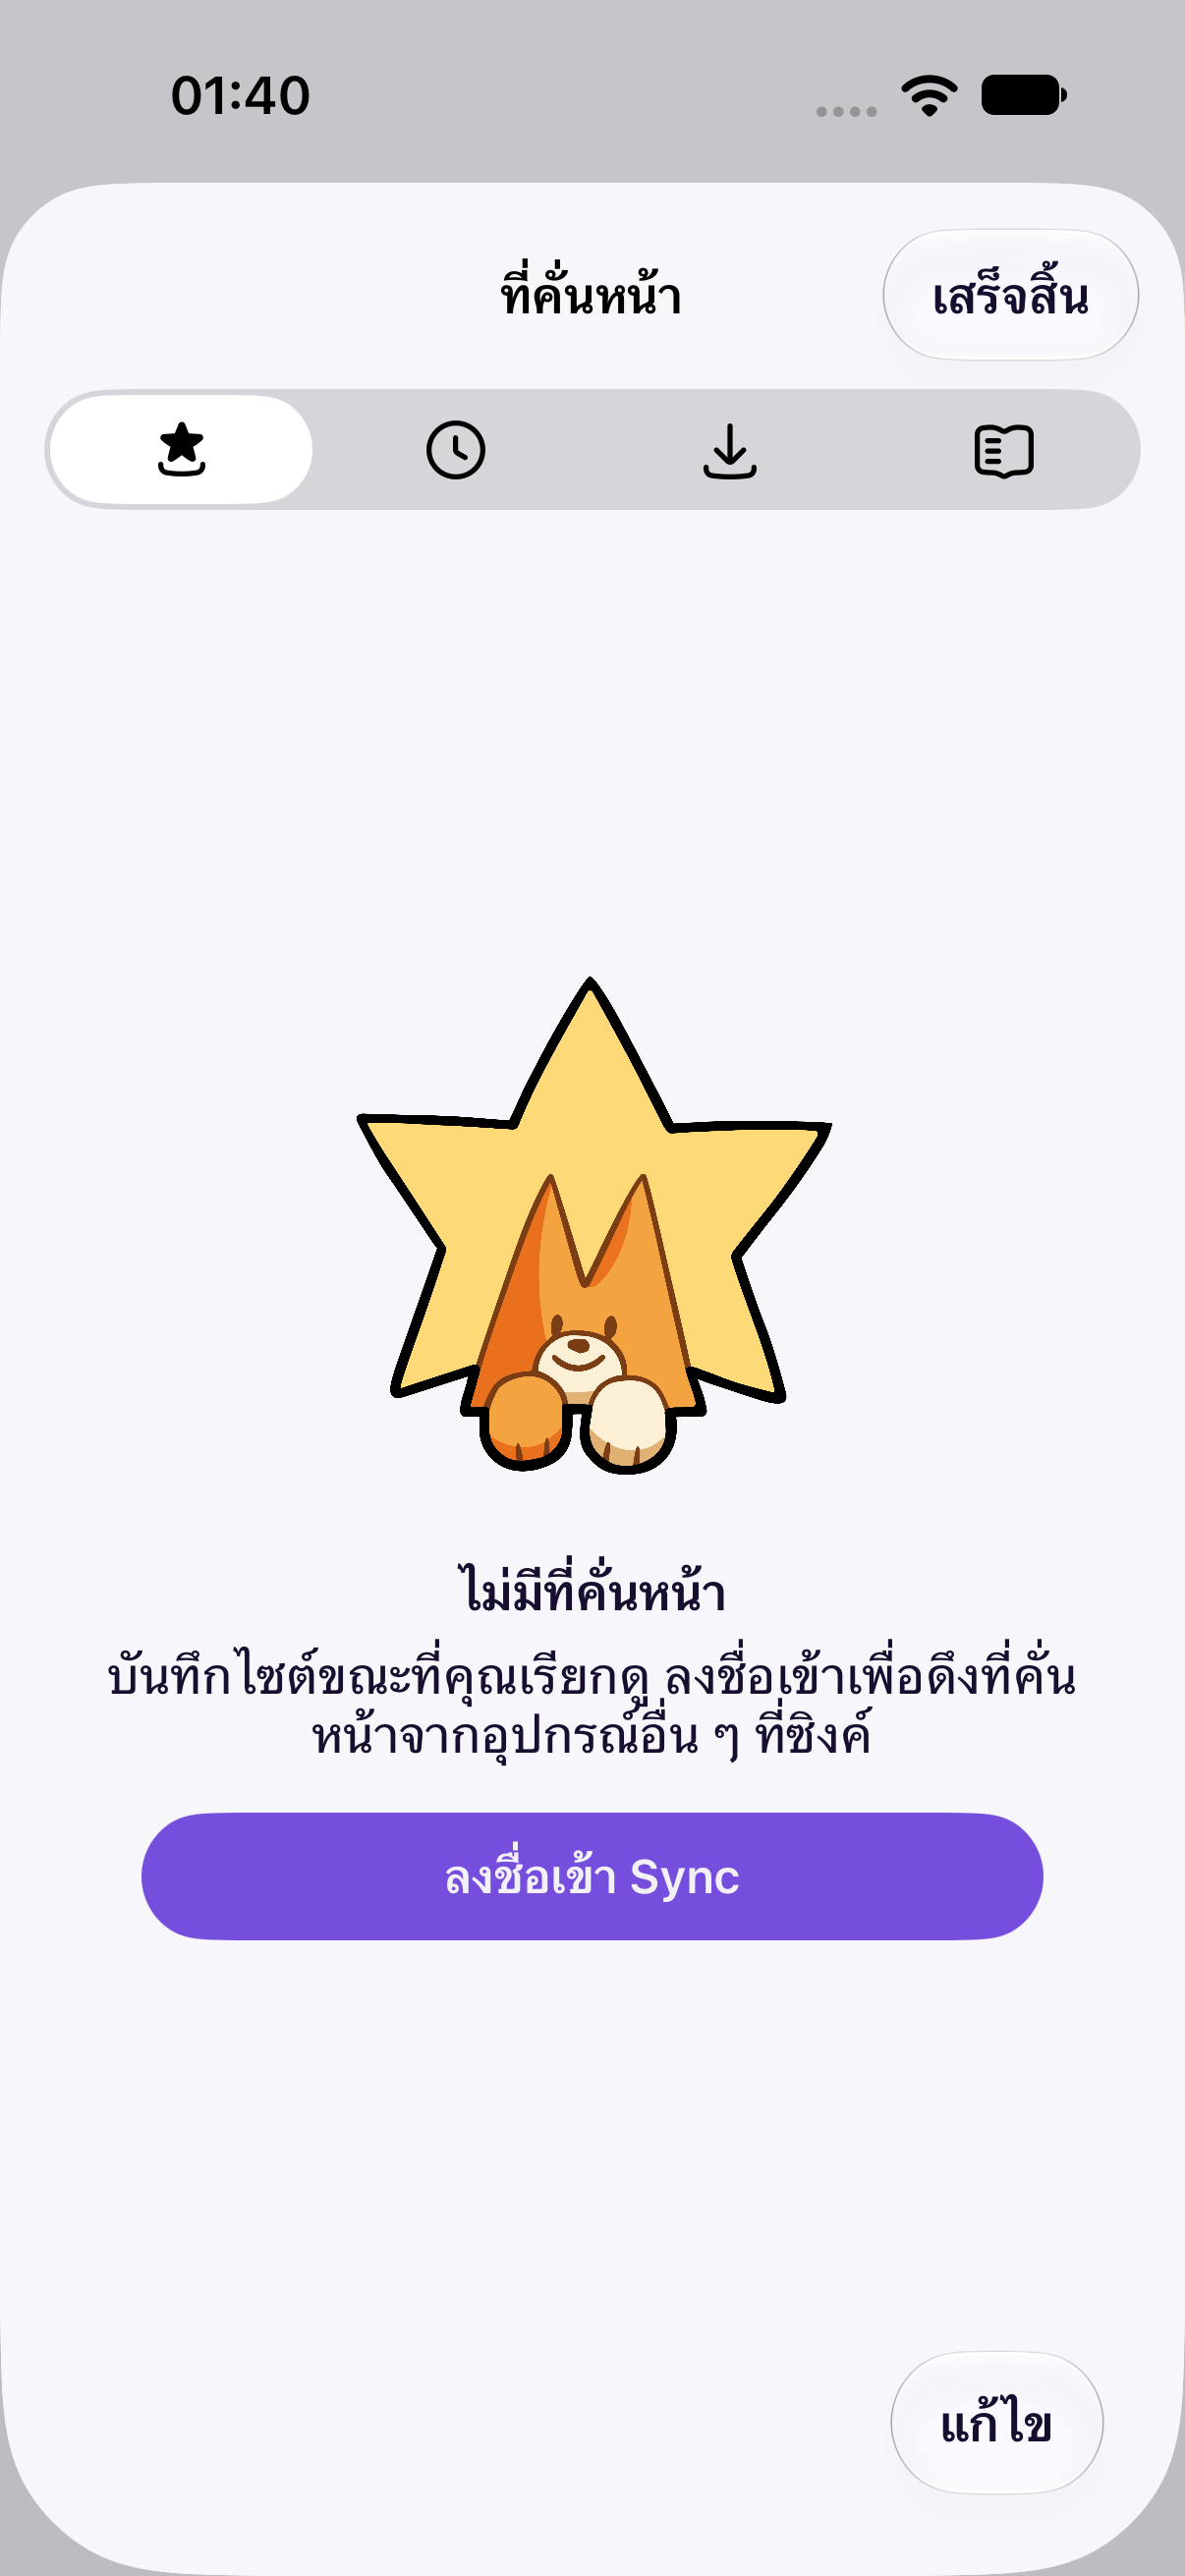 01:40
ที่คั่นหน้า
เสร็จสิ้น
ไม่มีที่คั่นหน้า
บันทึกไซต์ขณะที่คุณเรียกดู ลงชื่อเข้าเพื่อดึงที่คั่น
หน้าจากอุปกรณ์อื่น ๆ ที่ซิงค์
ลงชื่อเข้า Sync
แก้ไข